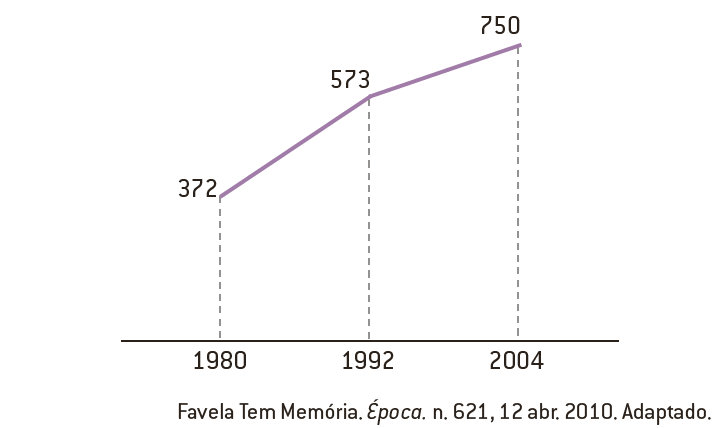 750
573
372
1980 1992 2004
Favela Tem Memória. Época. n. 621, 12 abr. 2010. Adaptado.